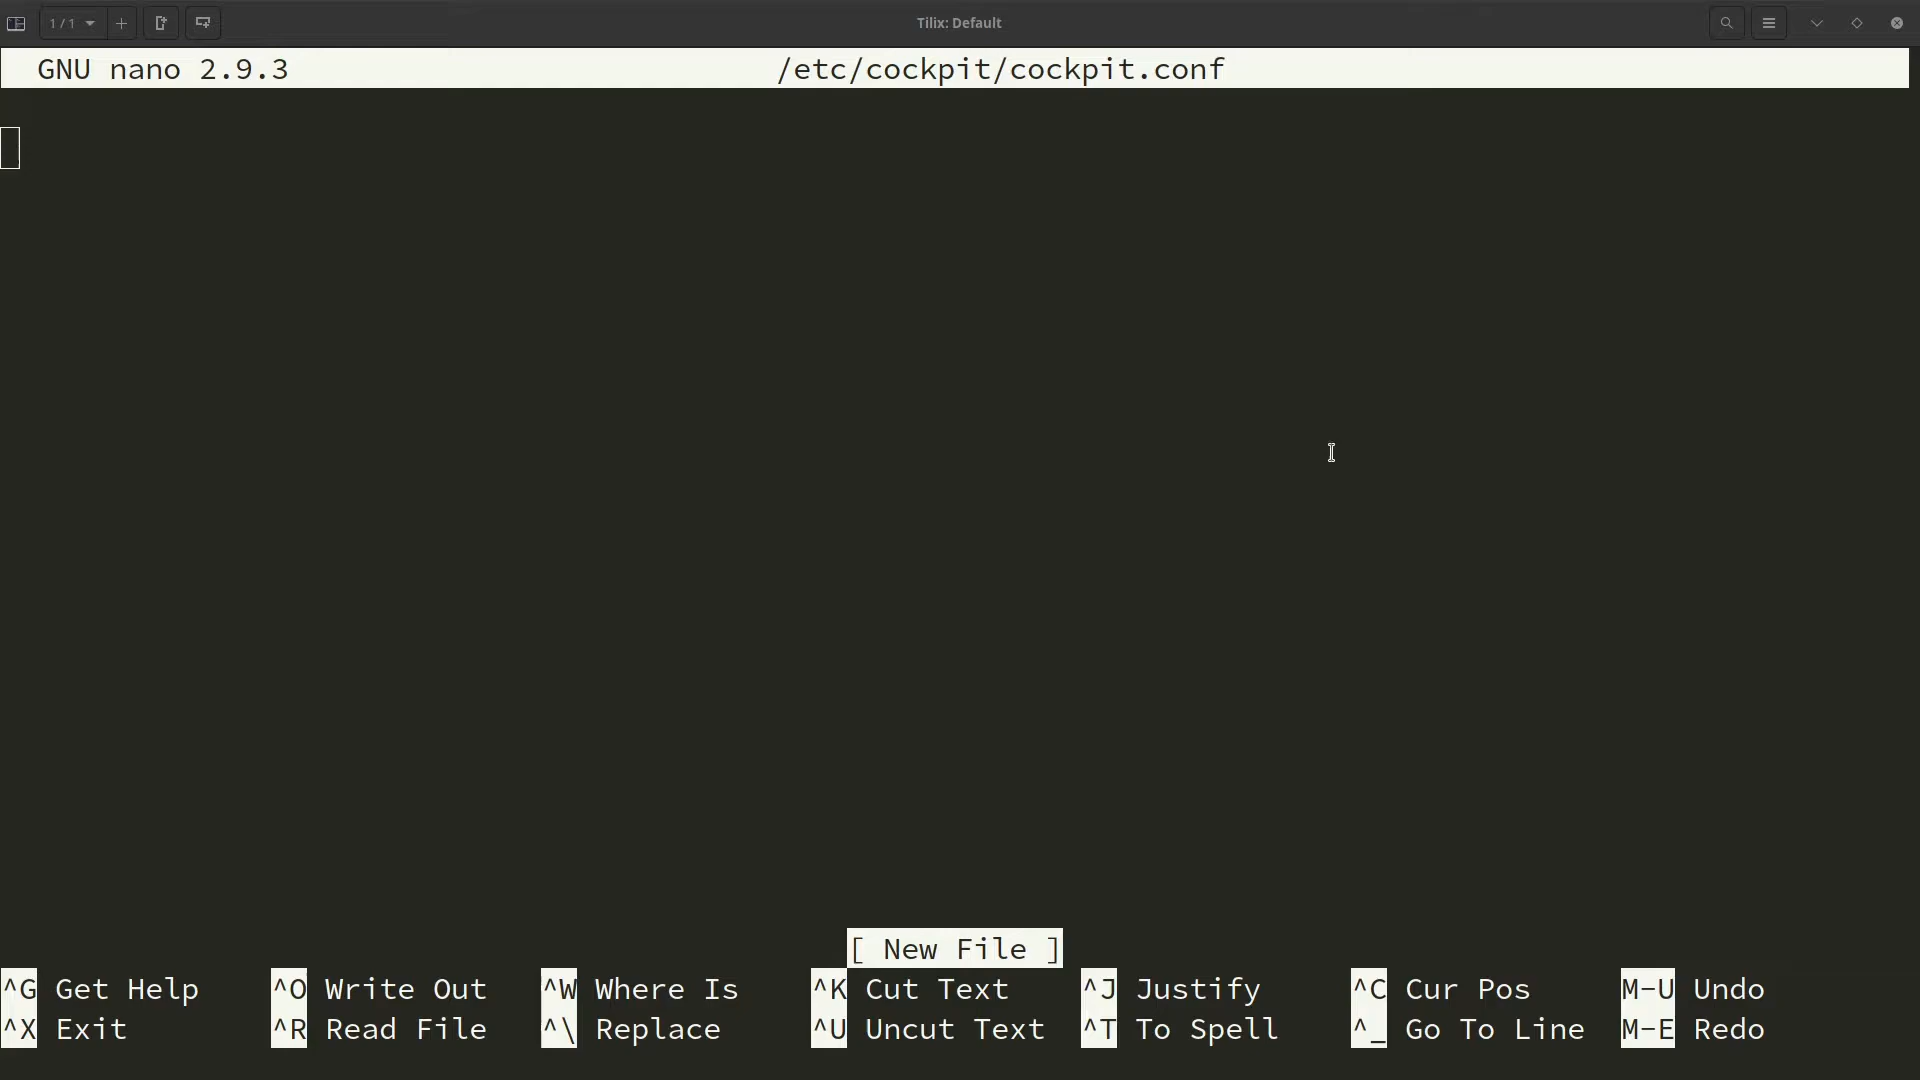 1 / 1
Tilix: Default
GNU nano 2.9.3 /etc/cockpit/cockpit.conf
[ New File ]
^G Get Help ^O Write Out ^W Where Is ^K Cut Text ^J Justify ^C Cur Pos M-U Undo
^X Exit ^R Read File ^\ Replace ^U Uncut Text ^T To Spell ^_ Go To Line M-E Redo